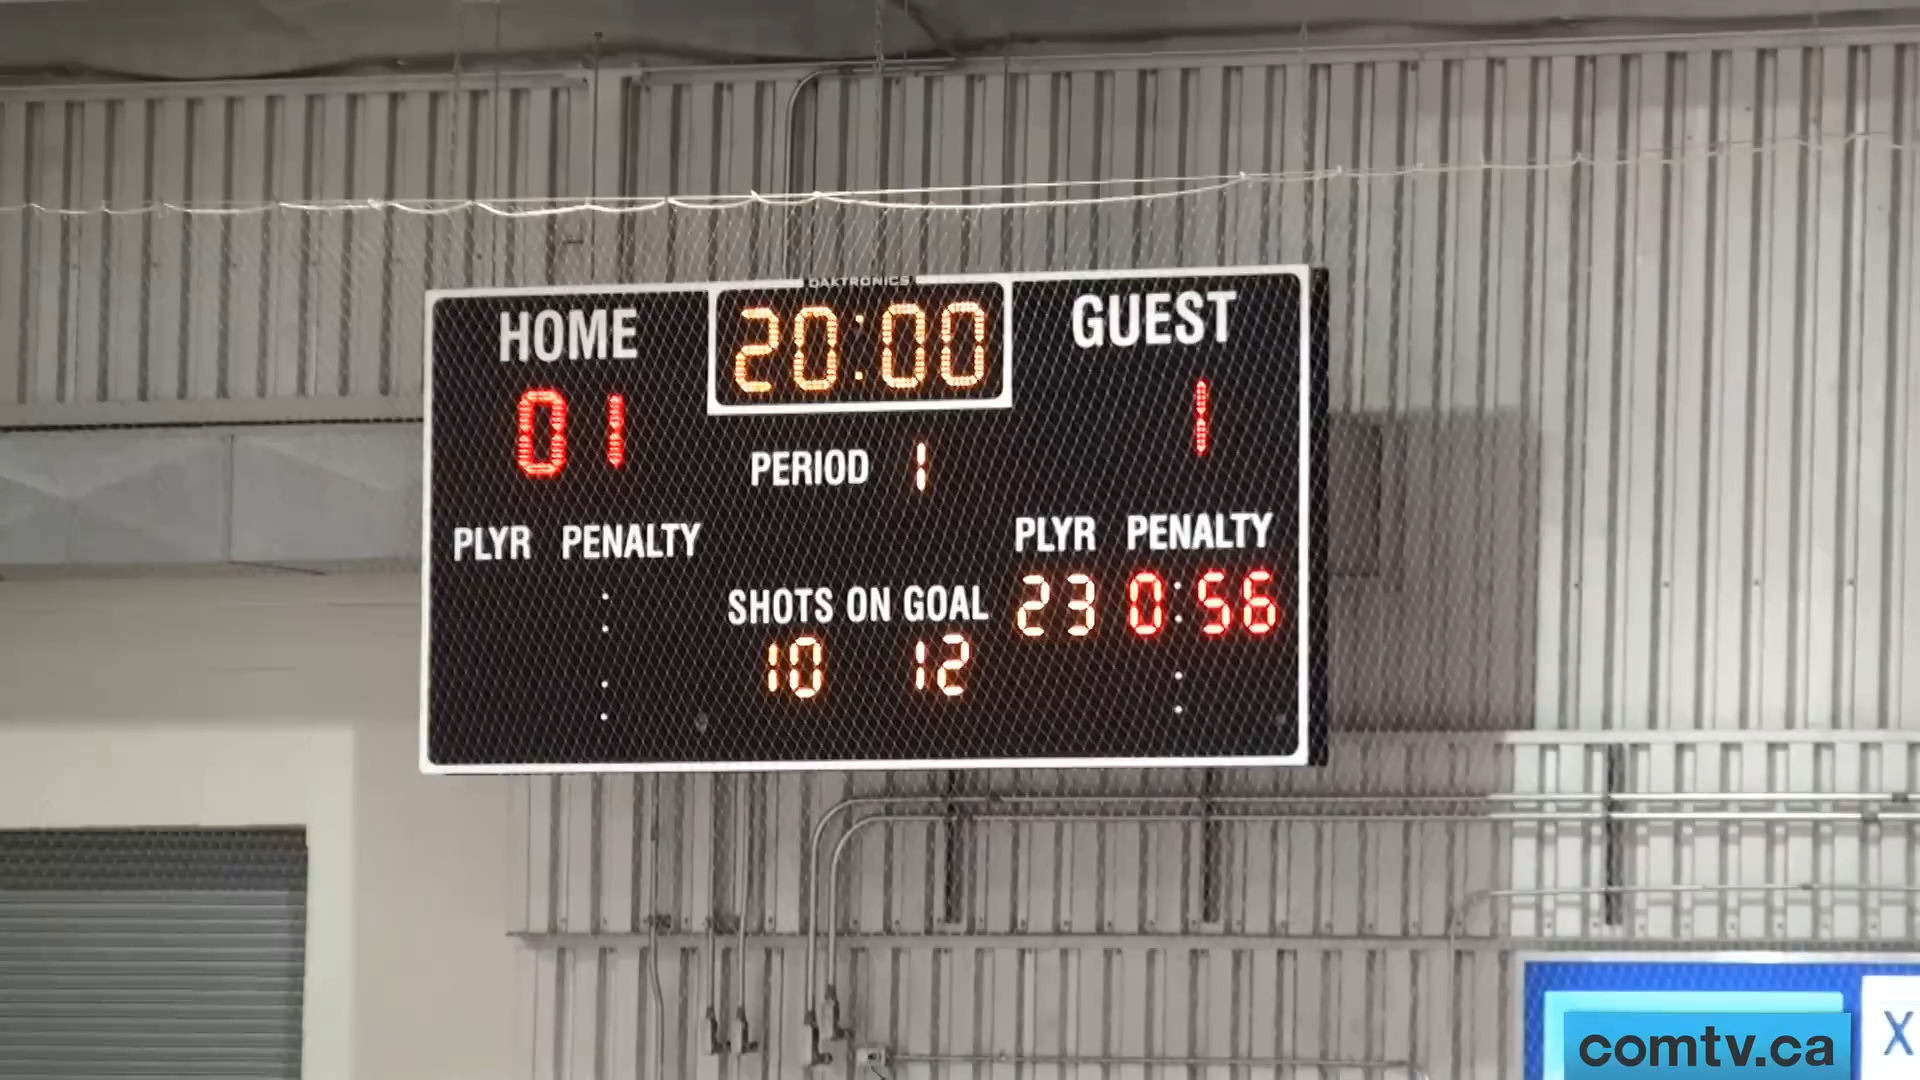 DAKTRONICS
HOME 20:00 GUEST
01 1
PERIOD 1
PLYR PENALTY PLYR PENALTY
: 23 0:56
SHOTS ON GOAL
10 12
: :
comtv.ca
X